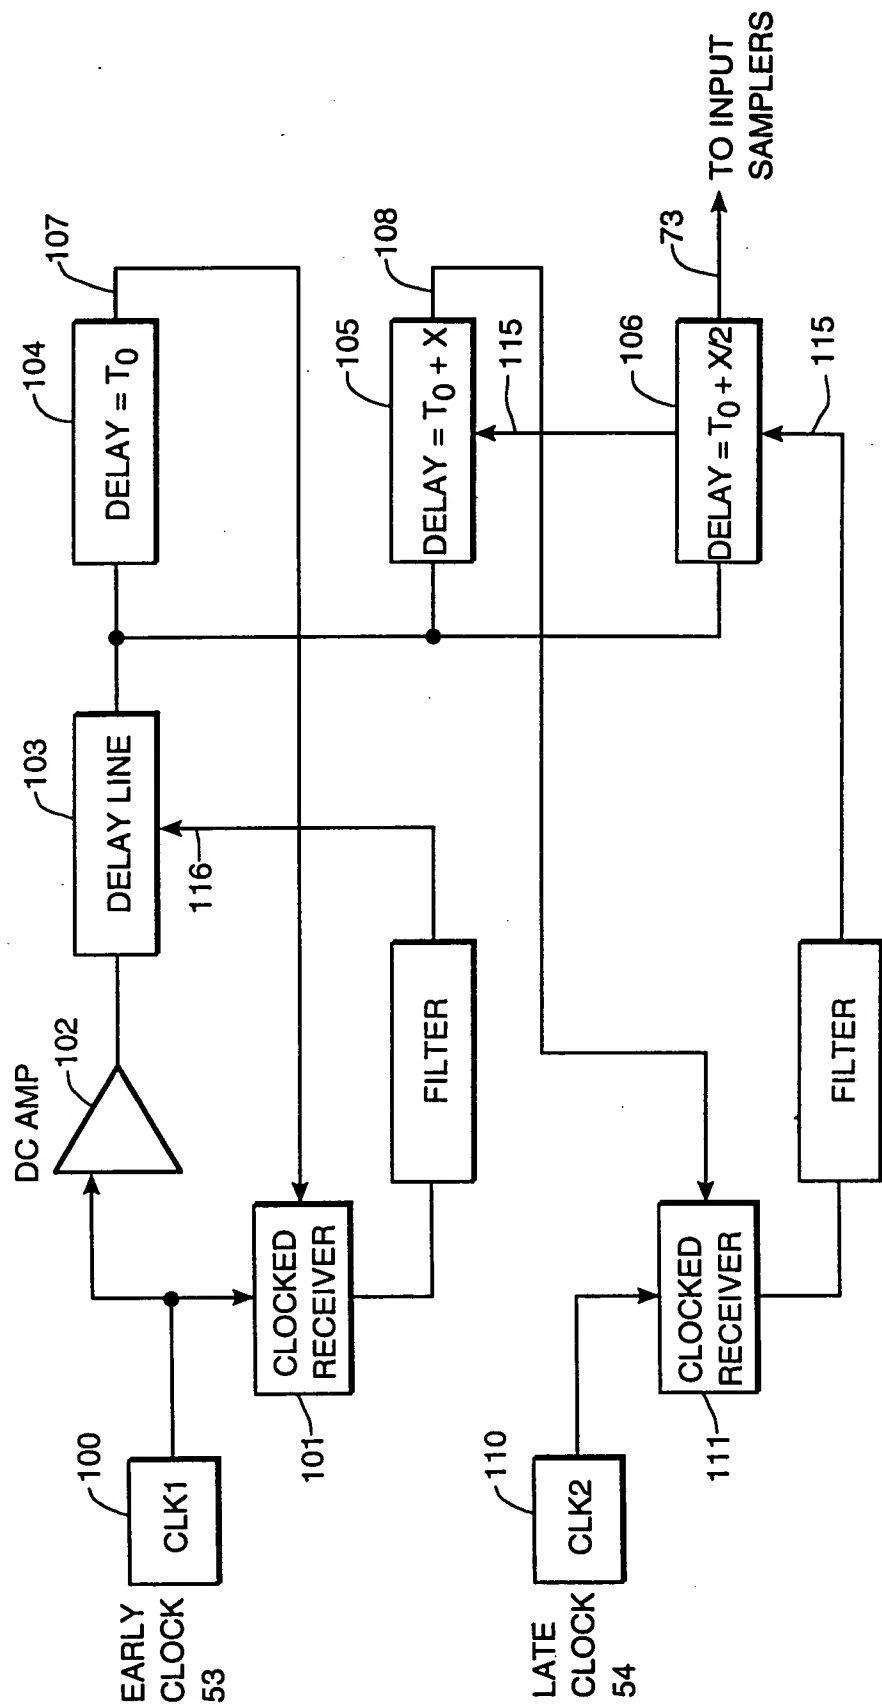 EARLY
CLOCK
53
100
CLK1
DC AMP
102
103
DELAY LINE
104
DELAY = T0
107
CLOCKED
RECEIVER
101
116
FILTER
105
DELAY = T0 + X
108
115
LATE
CLOCK
54
110
CLK2
CLOCKED
RECEIVER
111
FILTER
106
DELAY = T0 + X/2
115
73
TO INPUT
SAMPLERS